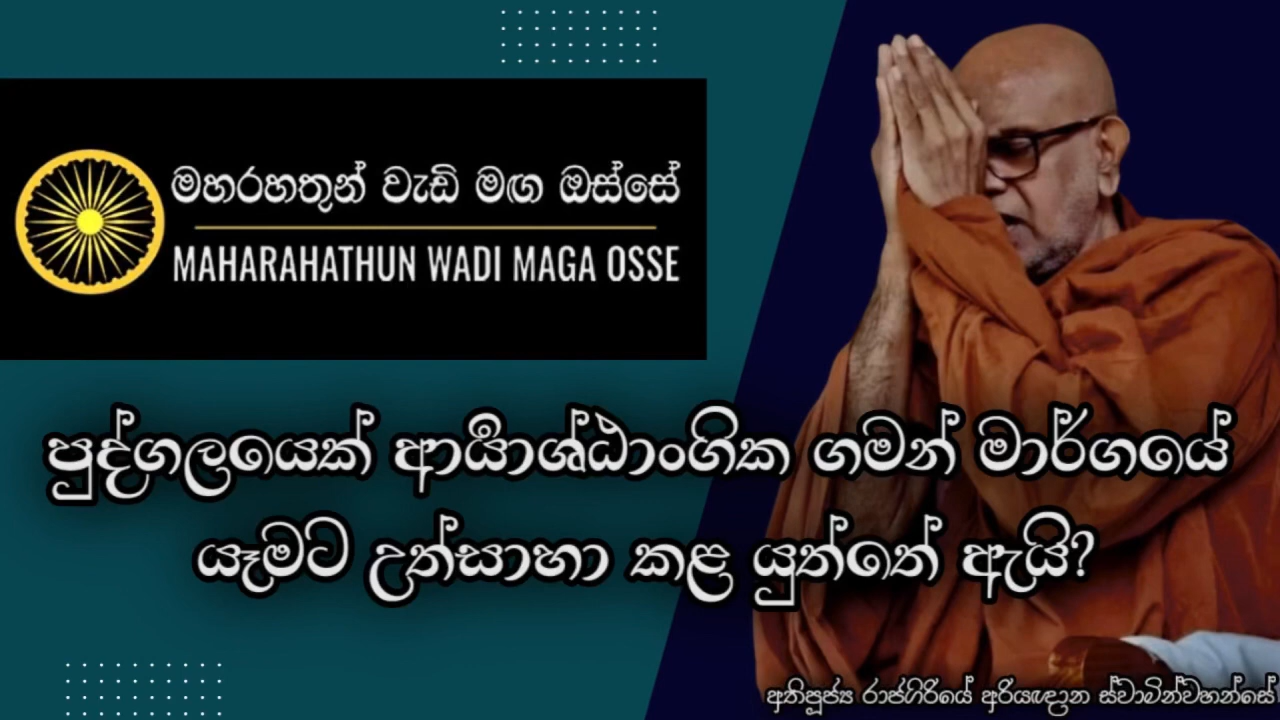 මහරහතුන් වැඩි මඟ ඔස්සේ
MAHARAHATHUN WADI MAGA OSSE
පුද්ගලයෙක් ආර්‍යාශ්ඨාංගික ගමන් මාර්ගයේ
යෑමට උත්සාහා කළ යුත්තේ ඇයි?
අතිපූජ්‍ය රාජගිරියේ අරියඥාන ස්වාමින්වහන්සේ